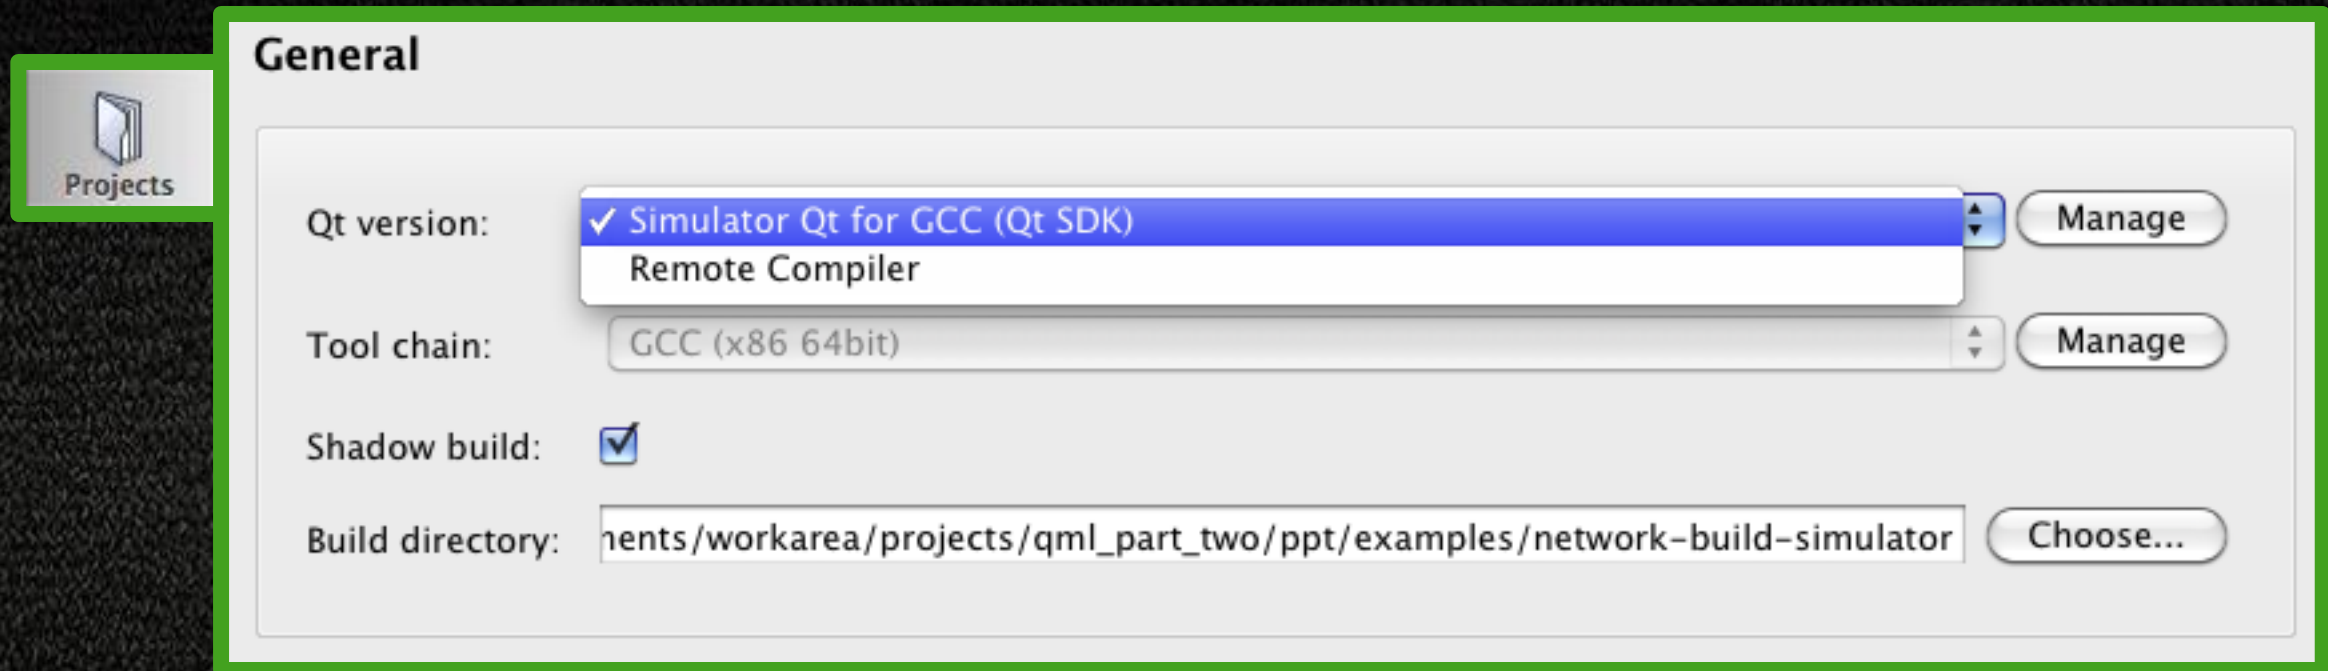 General
Projects
Qt version:
✓ Simulator Qt for GCC (Qt SDK)
Manage
Remote Compiler
Tool chain:
GCC (x86 64bit)
Manage
Shadow build:
Build directory:
nents/workarea/projects/qml_part_two/ppt/examples/network-build-simulator
Choose...